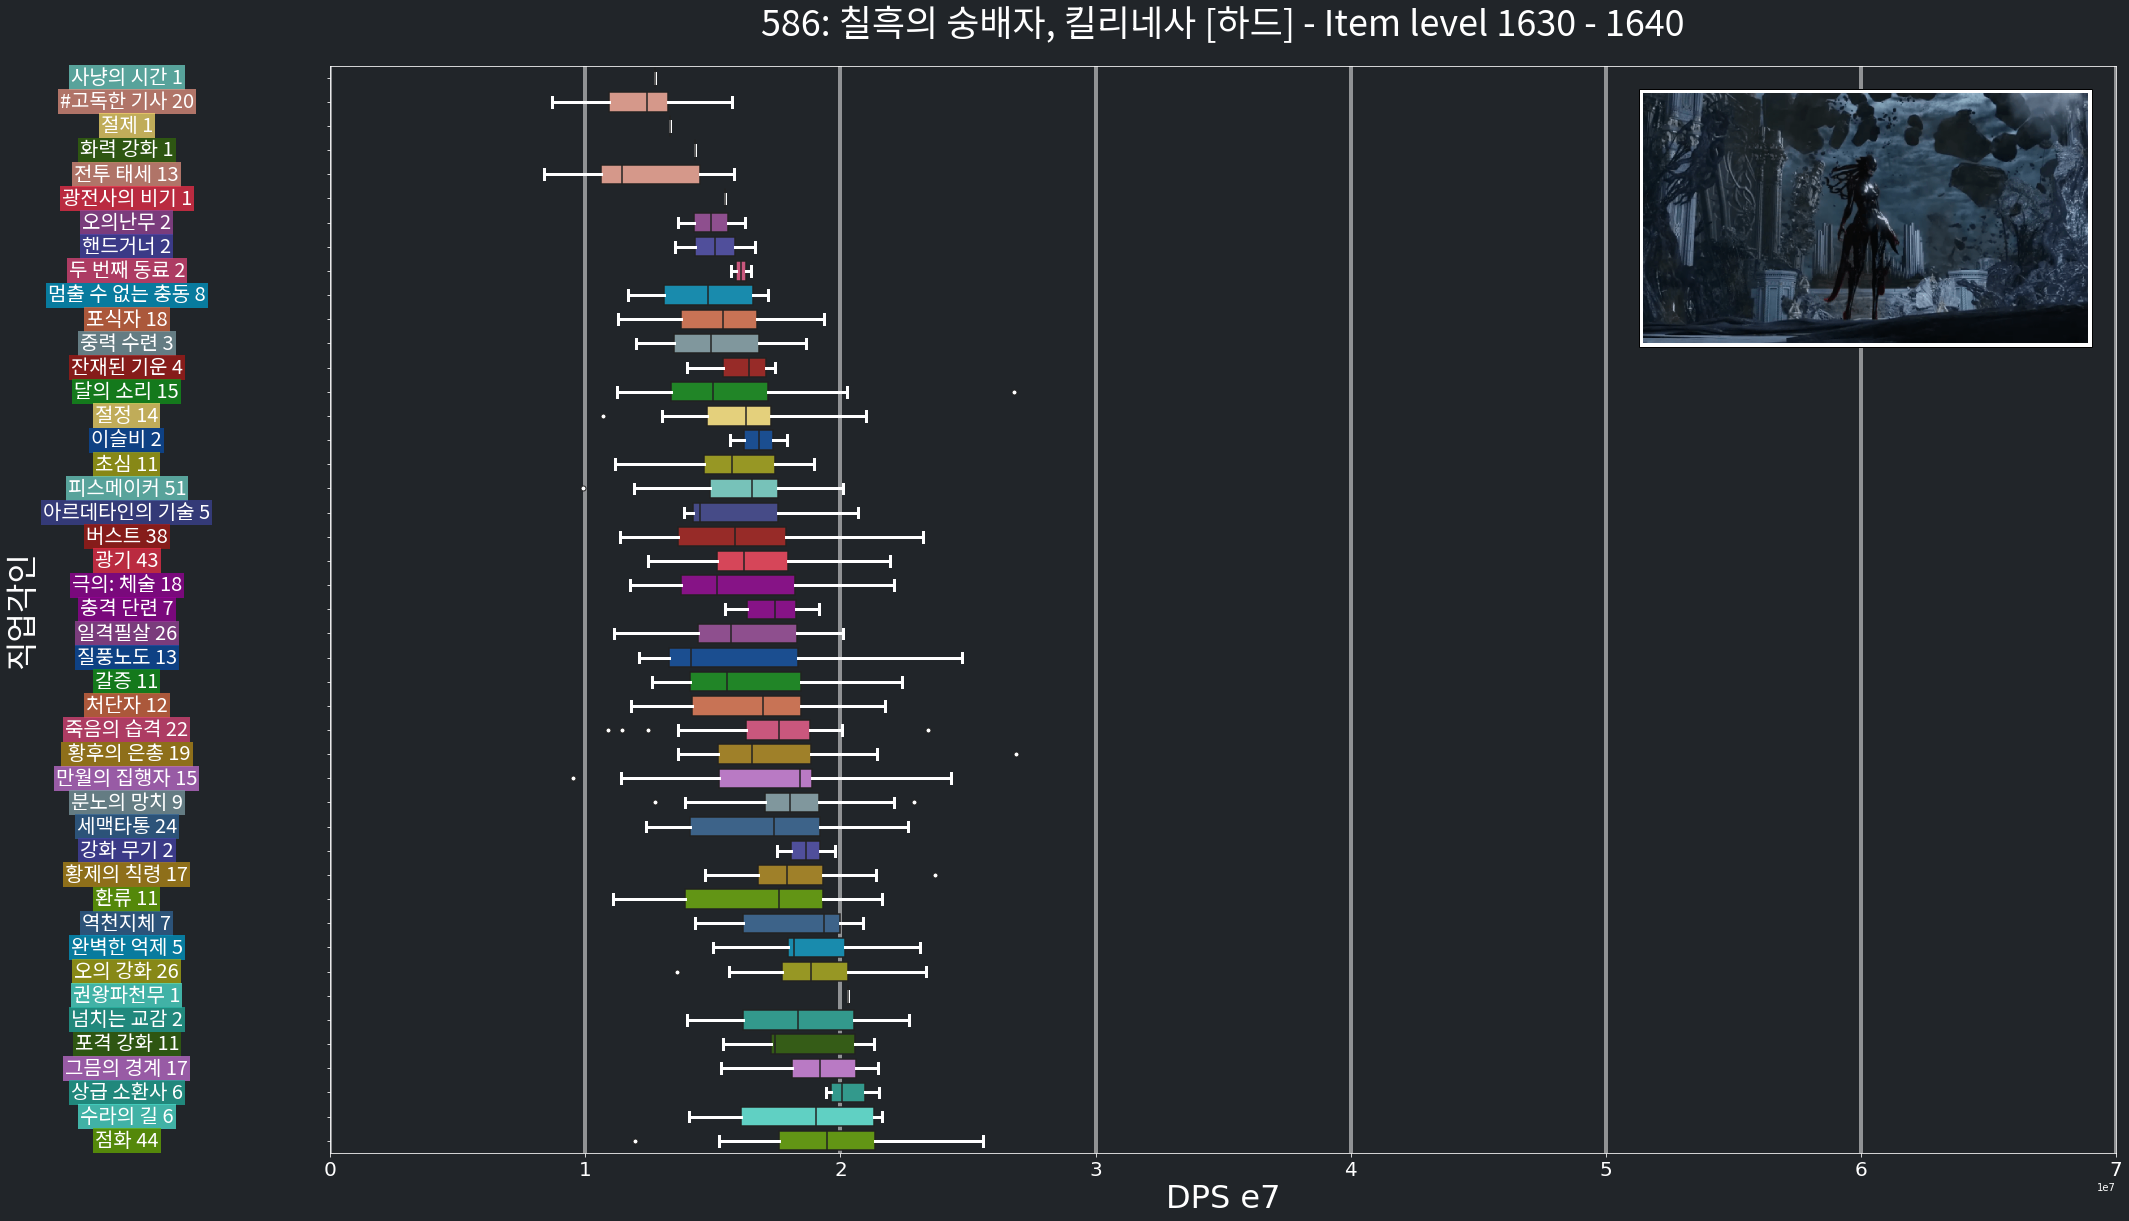 586: 칠흑의 숭배자, 킬리네사 [하드] - Item level 1630 - 1640
사냥의 시간 1
#고독한 기사 20
절제 1
화력 강화 1
전투 태세 13
광전사의 비기 1
오의난무 2
핸드거너 2
두 번째 동료 2
멈출 수 없는 충동 8
포식자 18
중력 수련 3
잔재된 기운 4
달의 소리 15
절정 14
이슬비 2
초심 11
피스메이커 51
아르데타인의 기술 5
버스트 38
광기 43
극의: 체술 18
충격 단련 7
일격필살 26
질풍노도 13
갈증 11
처단자 12
죽음의 습격 22
황후의 은총 19
만월의 집행자 15
분노의 망치 9
세맥타통 24
강화 무기 2
황제의 칙령 17
환류 11
역천지체 7
완벽한 억제 5
오의 강화 26
권왕파천무 1
넘치는 교감 2
포격 강화 11
그믐의 경계 17
상급 소환사 6
수라의 길 6
점화 44
직업각인
0 1 2 3 4 5 6 7
1e7
DPS e7